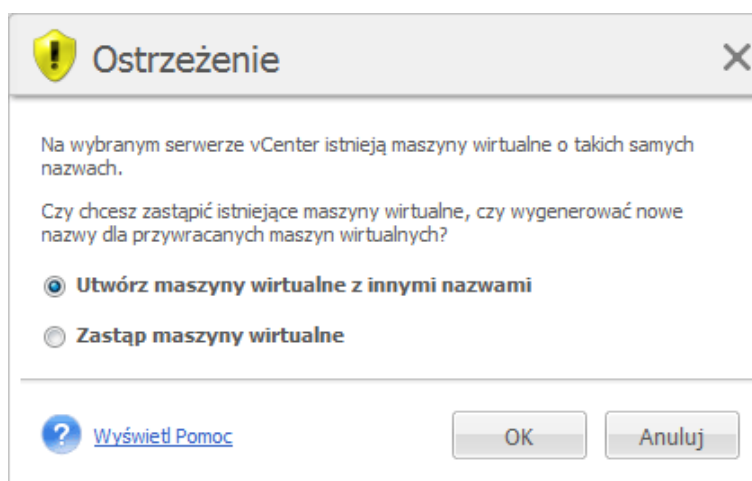 Ostrzeżenie
Na wybranym serwerze vCenter istnieją maszyny wirtualne o takich samych
nazwach.
Czy chcesz zastąpić istniejące maszyny wirtualne, czy wygenerować nowe
nazwy dla przywracanych maszyn wirtualnych?
Utwórz maszyny wirtualne z innymi nazwami
Zastąp maszyny wirtualne
Wyświetl Pomoc
OK
Anuluj